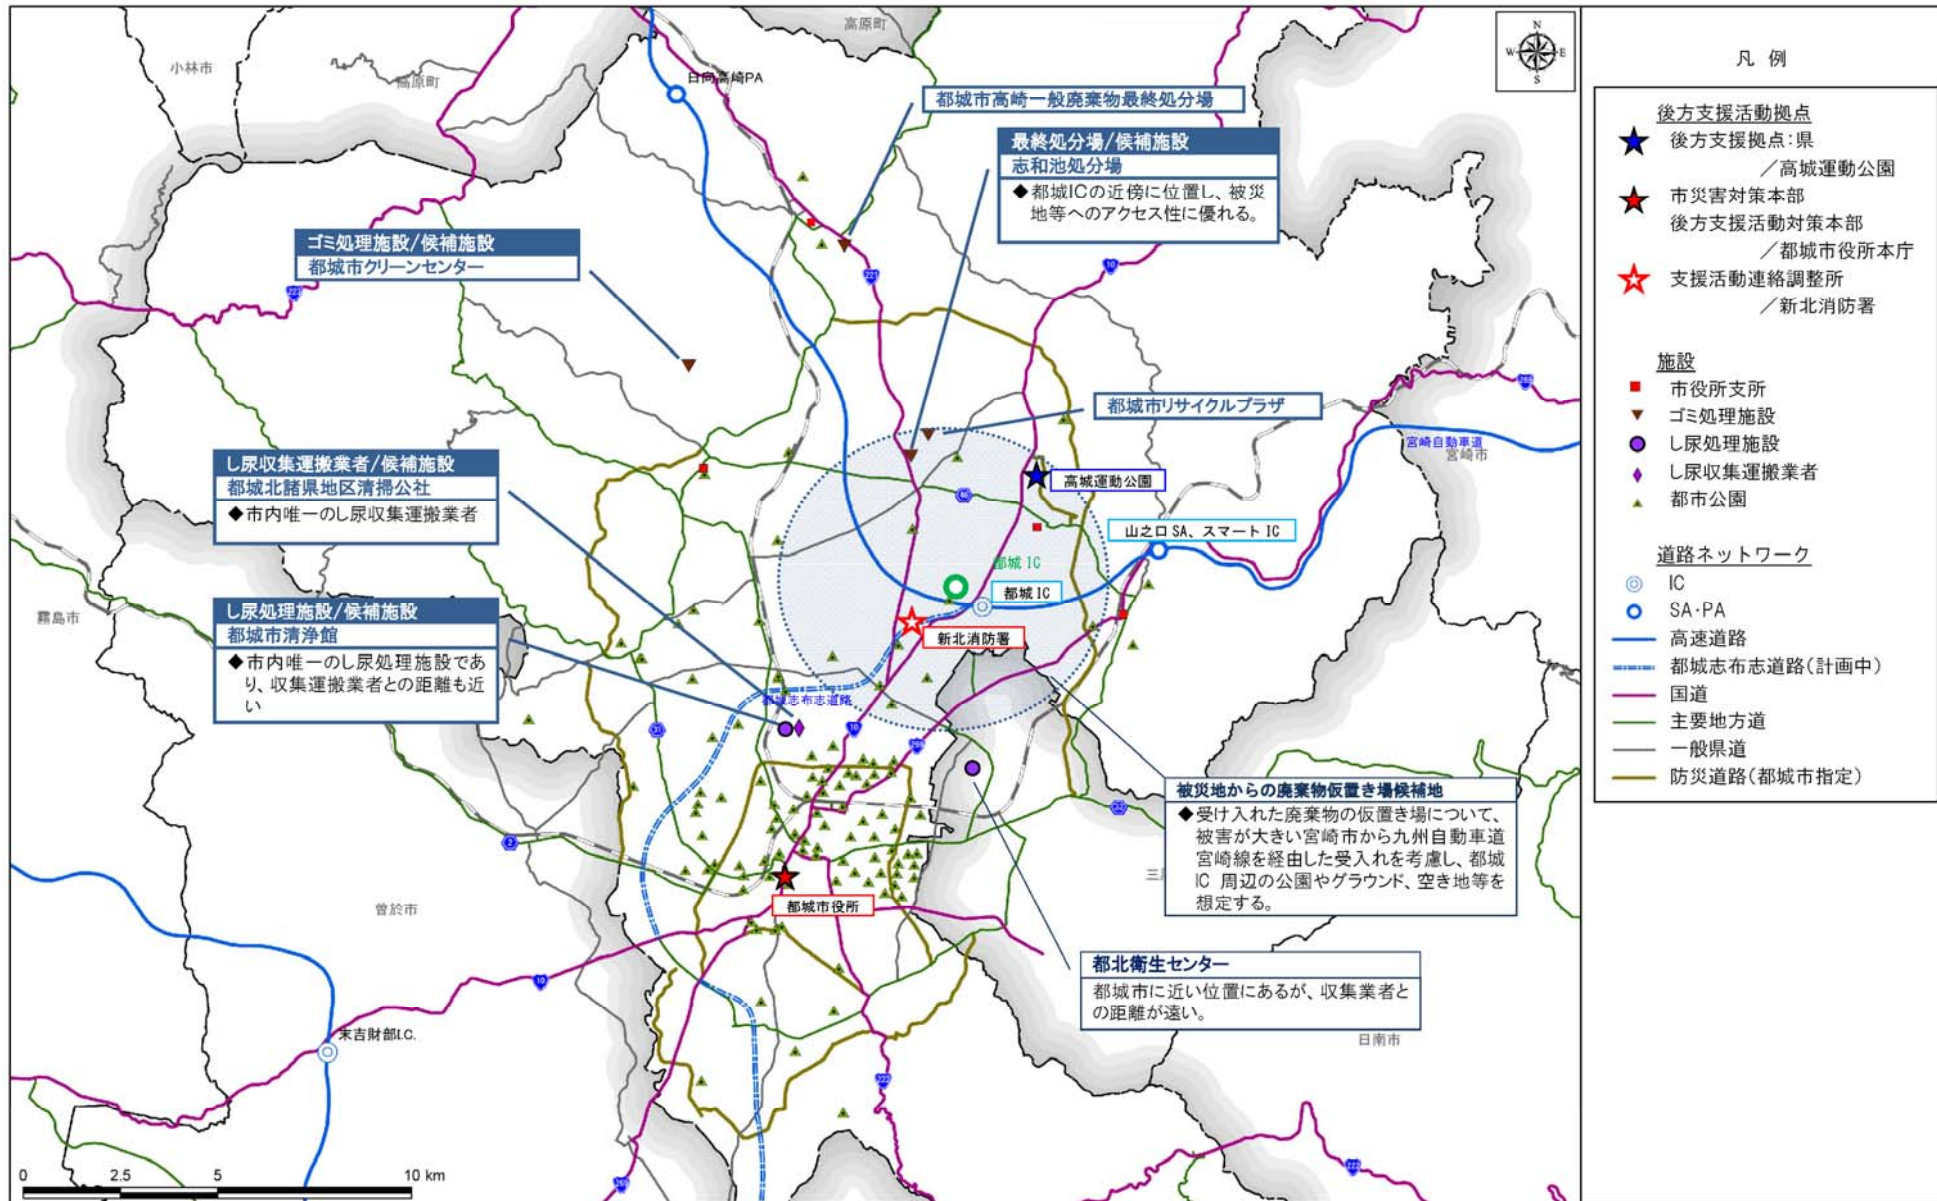 高原町
小林市
高原町
日向高崎PA
都城市高崎一般廃棄物最終処分場
最終処分場/候補施設
志和池処分場
◆都城ICの近傍に位置し、被災
地等へのアクセス性に優れる。
ゴミ処理施設/候補施設
都城市クリーンセンター
221
10
都城市リサイクルプラザ
宮崎自動車道
宮崎市
し尿収集運搬業者/候補施設
都城北諸県地区清掃公社
◆市内唯一のし尿収集運搬業者
46
高城運動公園
山之口 SA、スマート IC
都城 IC
都城 IC
新北消防署
霧島市
し尿処理施設/候補施設
都城市清浄館
◆市内唯一のし尿処理施設であ
り、収集運搬業者との距離も近
い
都城志布志道路
31
10
269
2
33
被災地からの廃棄物仮置き場候補地
◆受け入れた廃棄物の仮置き場について、
被害が大きい宮崎市から九州自動車道
宮崎線を経由した受入れを考慮し、都城
IC 周辺の公園やグラウンド、空き地等を
想定する。
都城市役所
曽於市
都北衛生センター
都城市に近い位置にあるが、収集業者と
の距離が遠い。
10
日南市
末吉財部I.C.
222
222
269
0 2.5 5 10 km
N
W E
S
凡 例
後方支援活動拠点
後方支援拠点:県
／高城運動公園
市災害対策本部
後方支援活動対策本部
／都城市役所本庁
支援活動連絡調整所
／新北消防署
施設
市役所支所
ゴミ処理施設
し尿処理施設
し尿収集運搬業者
都市公園
道路ネットワーク
IC
SA・PA
高速道路
都城志布志道路(計画中)
国道
主要地方道
一般県道
防災道路(都城市指定)